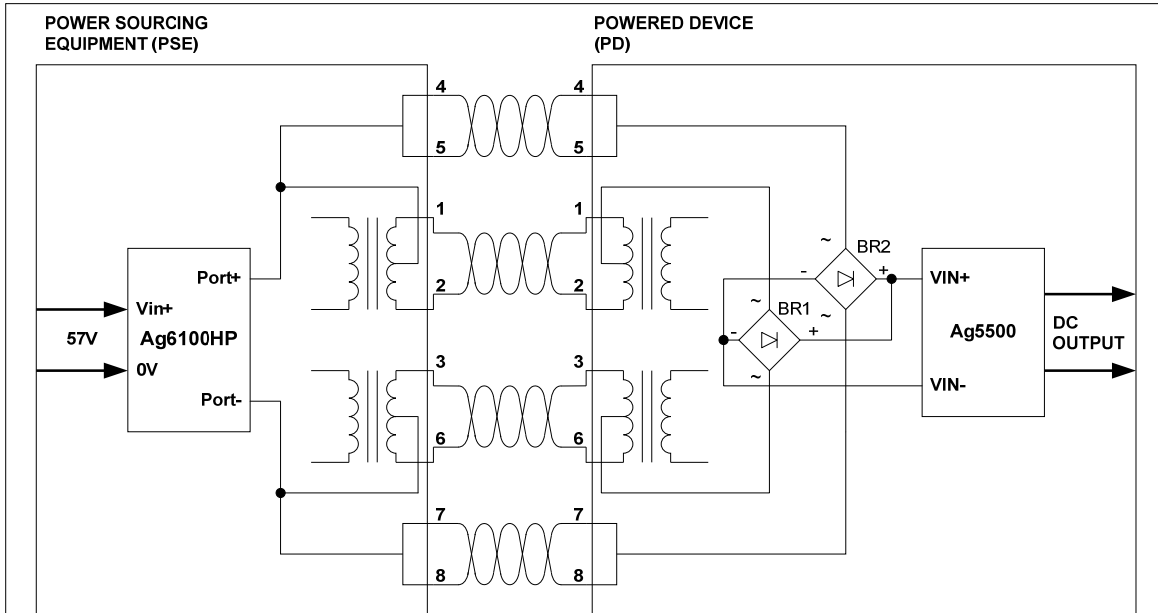 POWER SOURCING
EQUIPMENT (PSE)
POWERED DEVICE
(PD)
4
4
5
5
1
1
2
2
3
3
6
6
7
7
8
8
Port+
Vin+
57V
Ag6100HP
0V
Port-
~
BR2
-
+
~
~
BR1
-
+
~
VIN+
Ag5500
VIN-
DC
OUTPUT